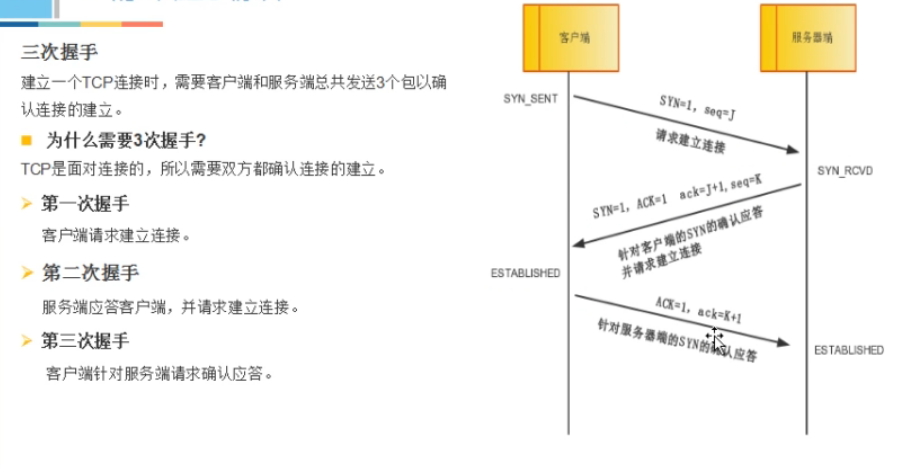 三次握手
建立一个TCP连接时，需要客户端和服务端总共发送3个包以确
认连接的建立。
为什么需要3次握手?
TCP是面对连接的，所以需要双方都确认连接的建立。
第一次握手
客户端请求建立连接。
第二次握手
服务端应答客户端，并请求建立连接。
第三次握手
客户端针对服务端请求确认应答。
客户端
服务器端
SYN_SENT
SYN=1, seq=J
请求建立连接
SYN_RCVD
SYN=1, ACK=1 ack=J+1,seq=K
针对客户端的SYN的确认应答
并请求建立连接
ESTABLISHED
ACK=1, ack=K+1
针对服务器端的SYN的确认应答
ESTABLISHED